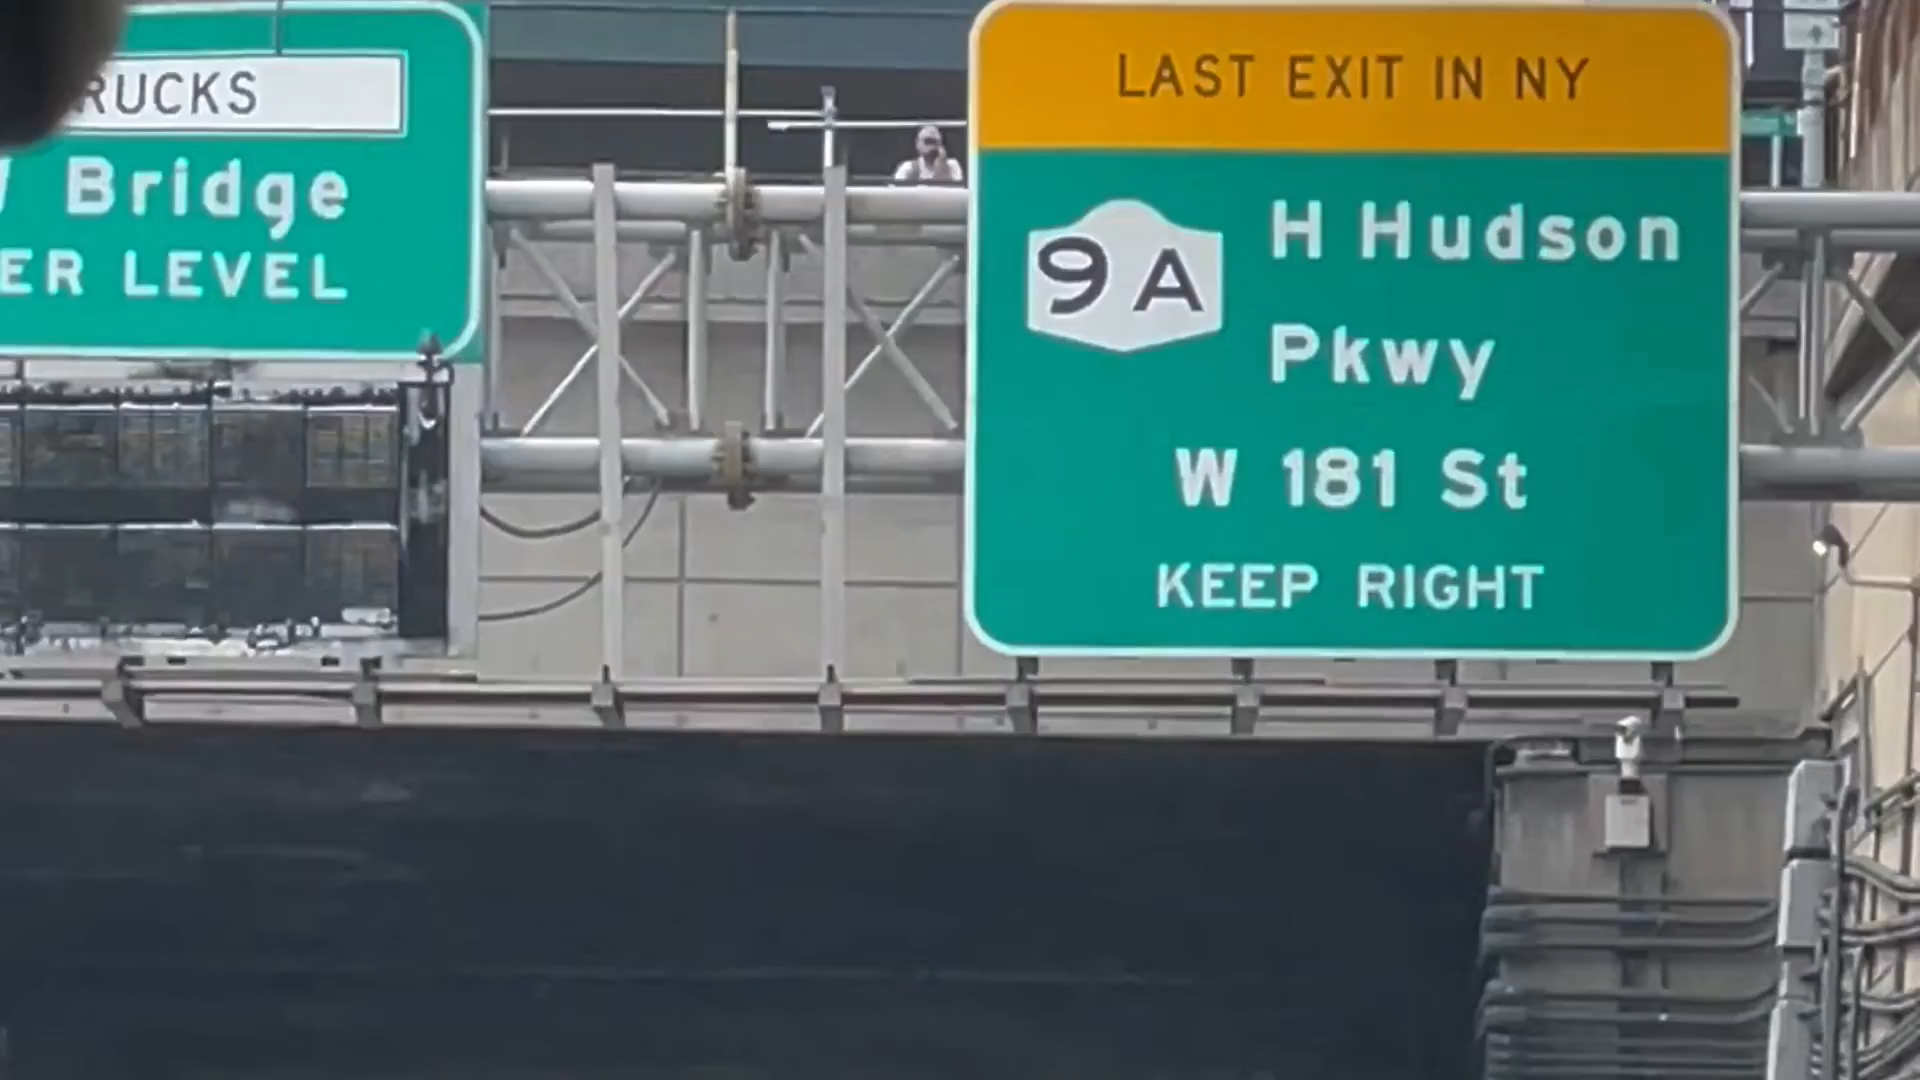 RUCKS
Bridge
ER LEVEL
LAST EXIT IN NY
9A
H Hudson
Pkwy
W 181 St
KEEP RIGHT